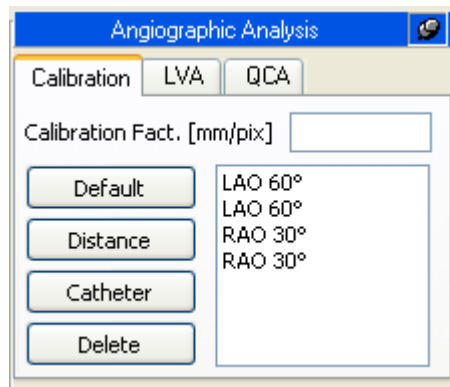 Angiographic Analysis
Calibration LVA QCA
Calibration Fact. [mm/pix]
Default
Distance
Catheter
Delete
LAO 60°
LAO 60°
RAO 30°
RAO 30°